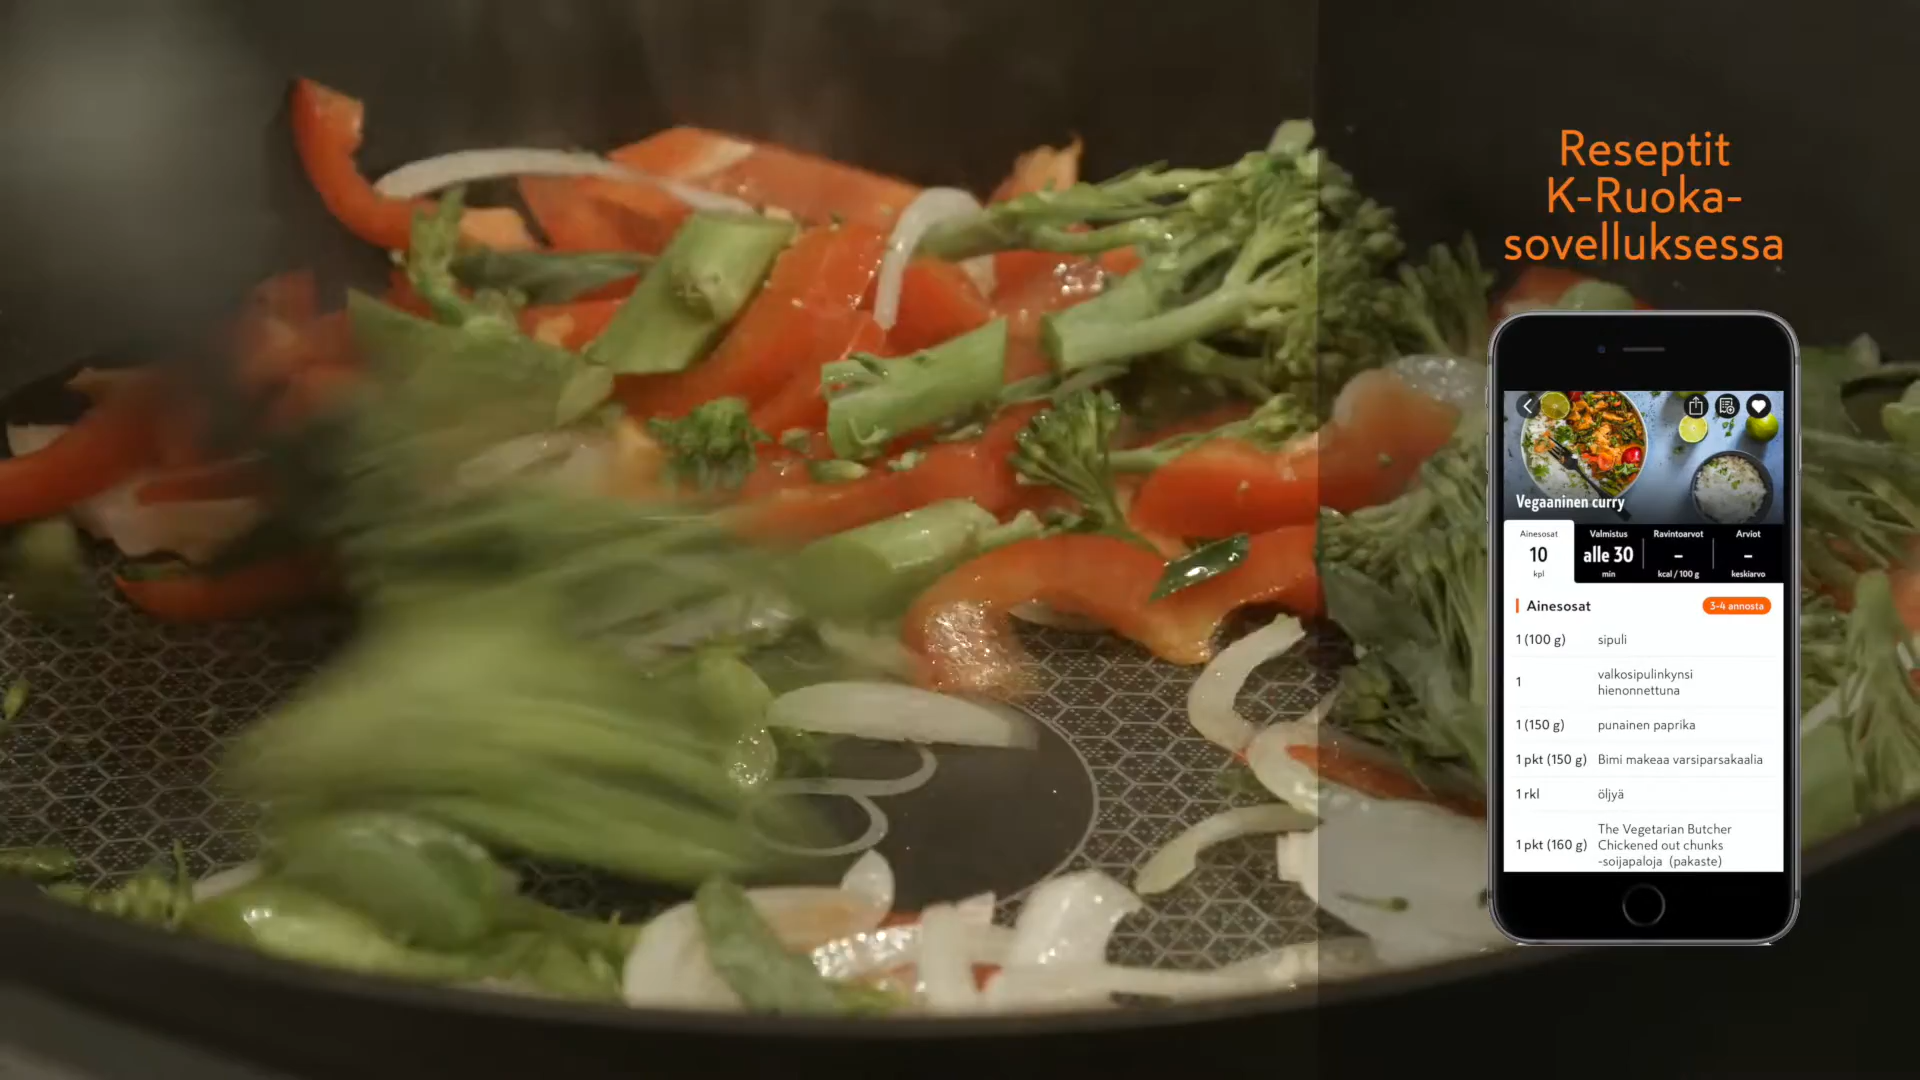 Reseptit
K-Ruoka-
sovelluksessa
Vegaaninen curry
Ainesosat
10
kpl
Valmistus
alle 30
min
Ravintoarvot
–
kcal / 100 g
Arviot
–
keskiarvo
Ainesosat
3-4 annosta
1 (100 g) sipuli
1 valkosipulinkynsi
hienonnettuna
1 (150 g) punainen paprika
1 pkt (150 g) Bimi makeaa varsiparsakaalia
1 rkl öljyä
1 pkt (160 g) The Vegetarian Butcher
Chickened out chunks
-soijapaloja (pakaste)